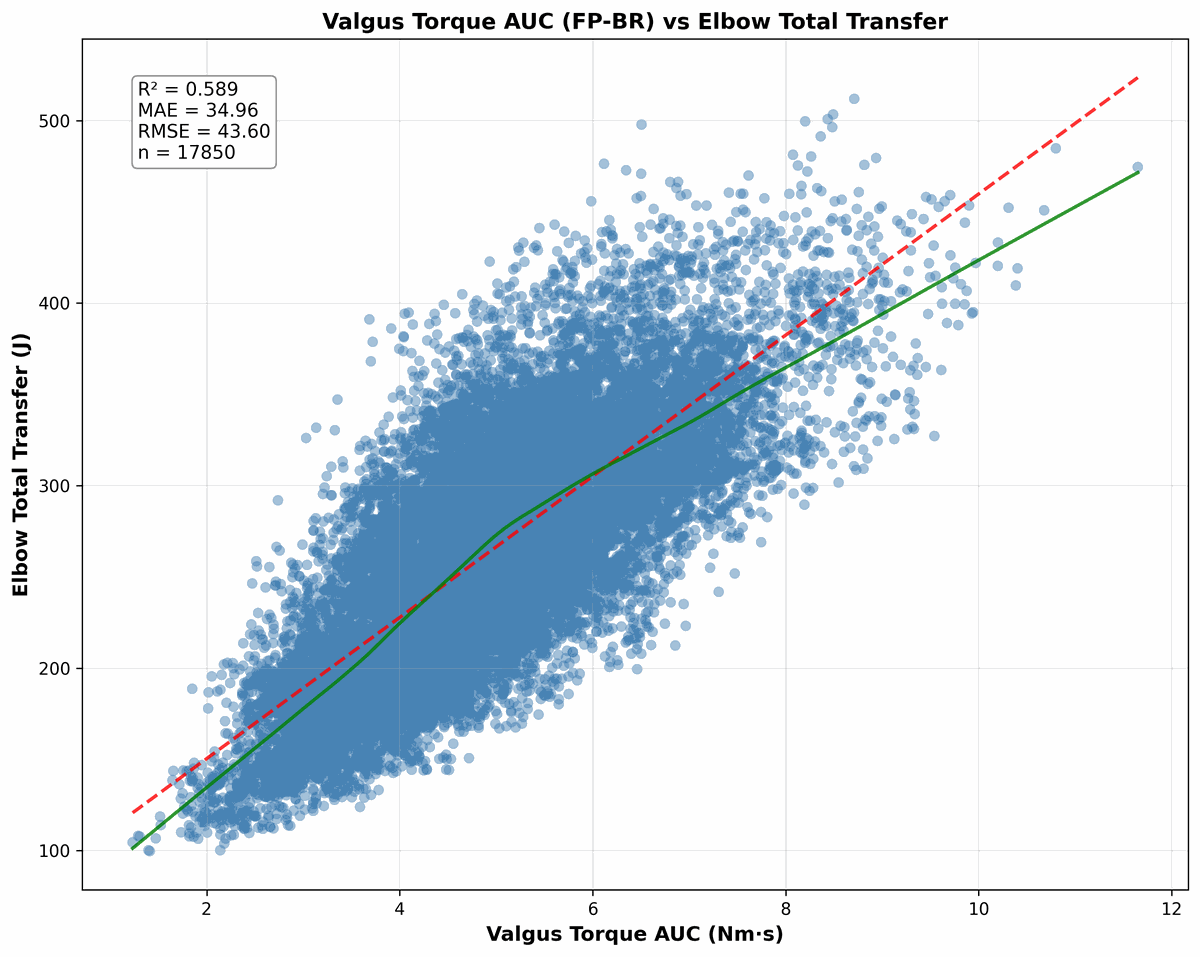 Valgus Torque AUC (FP-BR) vs Elbow Total Transfer
R² = 0.589
MAE = 34.96
RMSE = 43.60
n = 17850
Elbow Total Transfer (J)
500
400
300
200
100
2 4 6 8 10 12
Valgus Torque AUC (Nm·s)